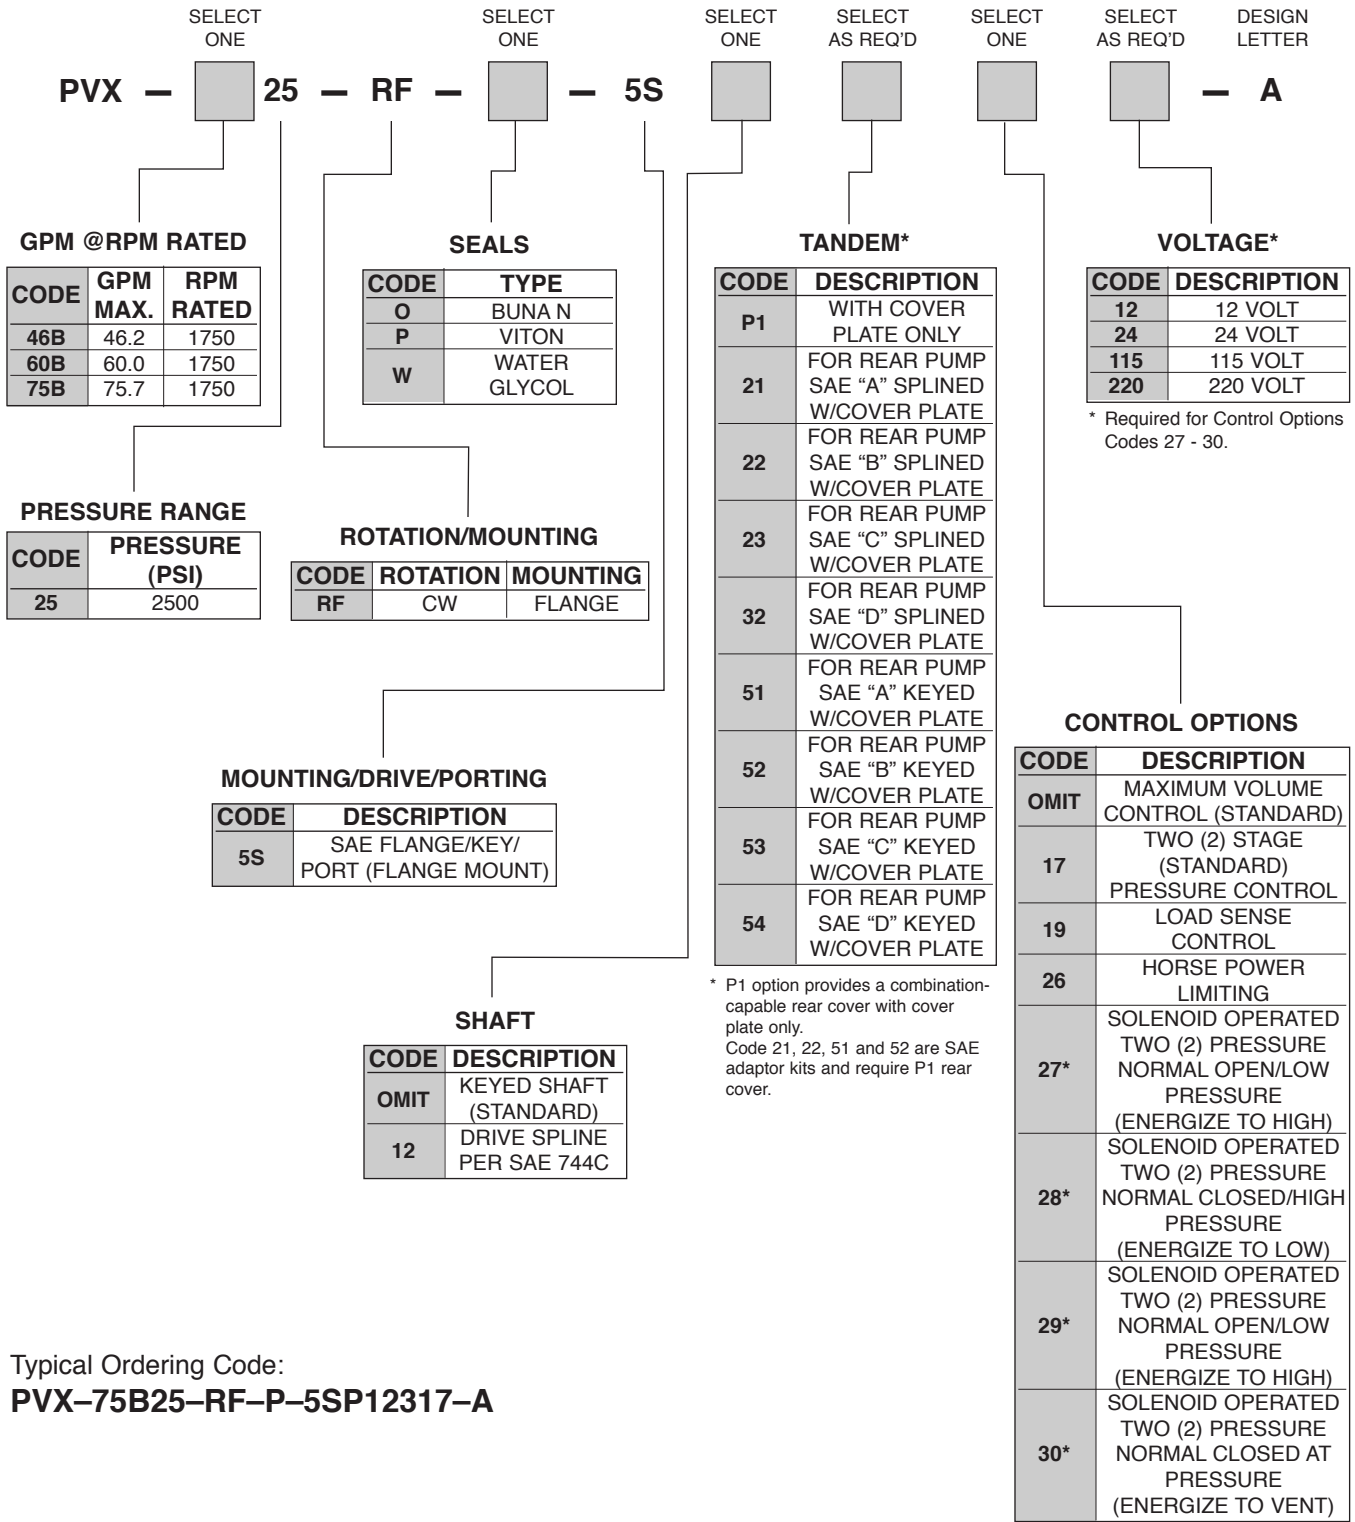 SELECT
ONE
SELECT
ONE
SELECT
ONE
SELECT
AS REQ'D
SELECT
ONE
SELECT
AS REQ'D
DESIGN
LETTER
PVX – 25 – RF – – 5S – A
GPM @RPM RATED
CODE GPM MAX. RPM RATED
46B 46.2 1750
60B 60.0 1750
75B 75.7 1750
SEALS
CODE TYPE
O BUNA N
P VITON
W WATER
GLYCOL
TANDEM*
CODE DESCRIPTION
P1 WITH COVER
PLATE ONLY
21 FOR REAR PUMP
SAE “A” SPLINED
W/COVER PLATE
22 FOR REAR PUMP
SAE “B” SPLINED
W/COVER PLATE
23 FOR REAR PUMP
SAE “C” SPLINED
W/COVER PLATE
32 FOR REAR PUMP
SAE “D” SPLINED
W/COVER PLATE
51 FOR REAR PUMP
SAE “A” KEYED
W/COVER PLATE
52 FOR REAR PUMP
SAE “B” KEYED
W/COVER PLATE
53 FOR REAR PUMP
SAE “C” KEYED
W/COVER PLATE
54 FOR REAR PUMP
SAE “D” KEYED
W/COVER PLATE
* P1 option provides a combination-
capable rear cover with cover
plate only.
Code 21, 22, 51 and 52 are SAE
adaptor kits and require P1 rear
cover.
VOLTAGE*
CODE DESCRIPTION
12 12 VOLT
24 24 VOLT
115 115 VOLT
220 220 VOLT
* Required for Control Options
Codes 27 - 30.
PRESSURE RANGE
CODE PRESSURE
(PSI)
25 2500
ROTATION/MOUNTING
CODE ROTATION MOUNTING
RF CW FLANGE
MOUNTING/DRIVE/PORTING
CODE DESCRIPTION
5S SAE FLANGE/KEY/
PORT (FLANGE MOUNT)
SHAFT
CODE DESCRIPTION
OMIT KEYED SHAFT
(STANDARD)
12 DRIVE SPLINE
PER SAE 744C
CONTROL OPTIONS
CODE DESCRIPTION
OMIT MAXIMUM VOLUME
CONTROL (STANDARD)
17 TWO (2) STAGE
(STANDARD)
PRESSURE CONTROL
19 LOAD SENSE
CONTROL
26 HORSE POWER
LIMITING
27* SOLENOID OPERATED
TWO (2) PRESSURE
NORMAL OPEN/LOW
PRESSURE
(ENERGIZE TO HIGH)
28* SOLENOID OPERATED
TWO (2) PRESSURE
NORMAL CLOSED/HIGH
PRESSURE
(ENERGIZE TO LOW)
29* SOLENOID OPERATED
TWO (2) PRESSURE
NORMAL OPEN/LOW
PRESSURE
(ENERGIZE TO HIGH)
30* SOLENOID OPERATED
TWO (2) PRESSURE
NORMAL CLOSED AT
PRESSURE
(ENERGIZE TO VENT)
Typical Ordering Code:
PVX–75B25–RF–P–5SP12317–A